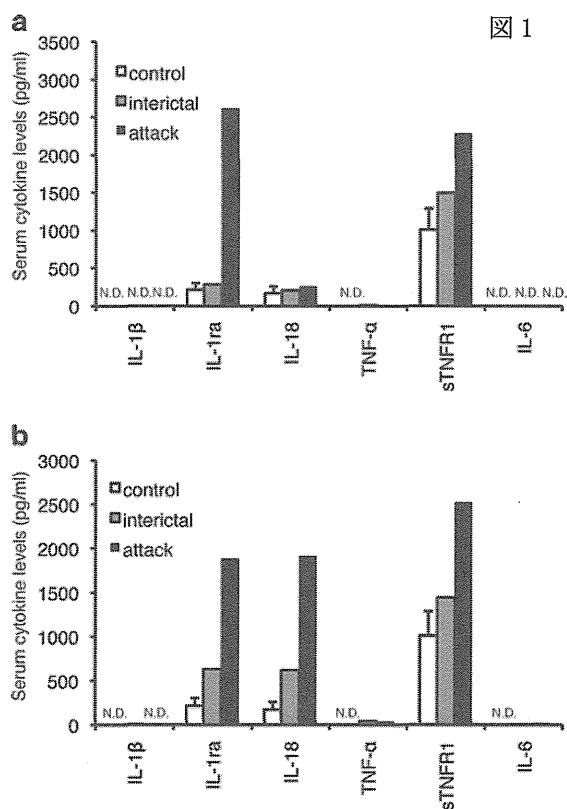 a
図 1
Serum cytokine levels (pg/ml)
3500
3000
2500
2000
1500
1000
500
0
control
interictal
attack
N.D. N.D. N.D.
N.D.
N.D. N.D. N.D.
IL-1β
IL-1ra
IL-18
TNF-α
sTNFR1
IL-6
b
Serum cytokine levels (pg/ml)
3000
2500
2000
1500
1000
500
0
control
interictal
attack
N.D. N.D.
N.D.
N.D.
IL-1β
IL-1ra
IL-18
TNF-α
sTNFR1
IL-6